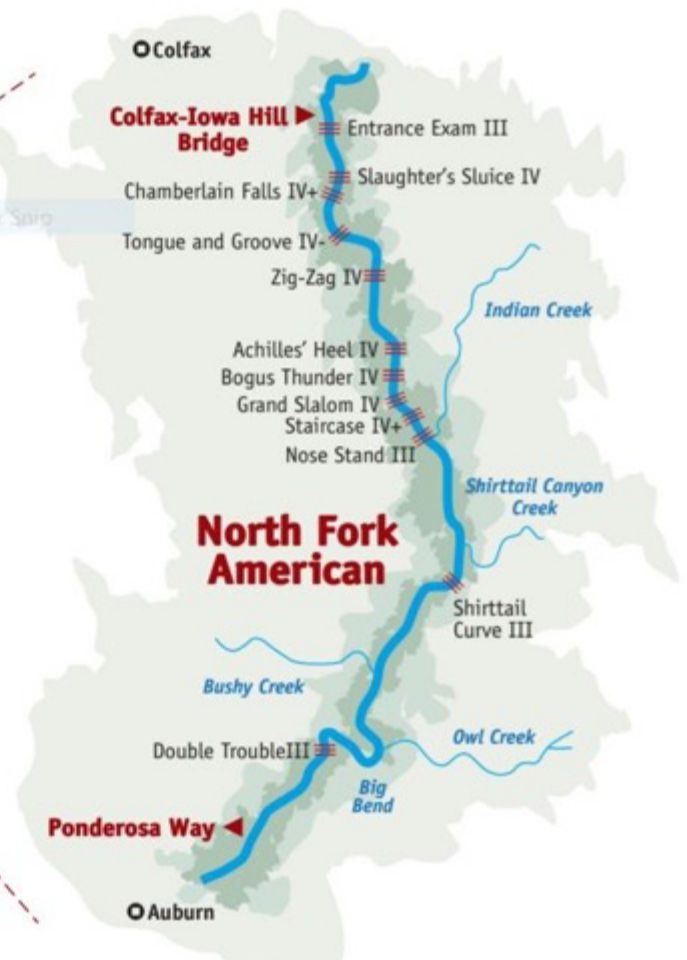 Colfax
Colfax-Iowa Hill
Bridge
Entrance Exam III
Slaughter's Sluice IV
Chamberlain Falls IV+
Snip
Tongue and Groove IV-
Zig-Zag IV
Indian Creek
Achilles' Heel IV
Bogus Thunder IV
Grand Slalom IV
Staircase IV+
Nose Stand III
Shirttail Canyon
Creek
North Fork
American
Shirttail
Curve III
Bushy Creek
Owl Creek
Double TroubleIII
Big
Bend
Ponderosa Way
Auburn